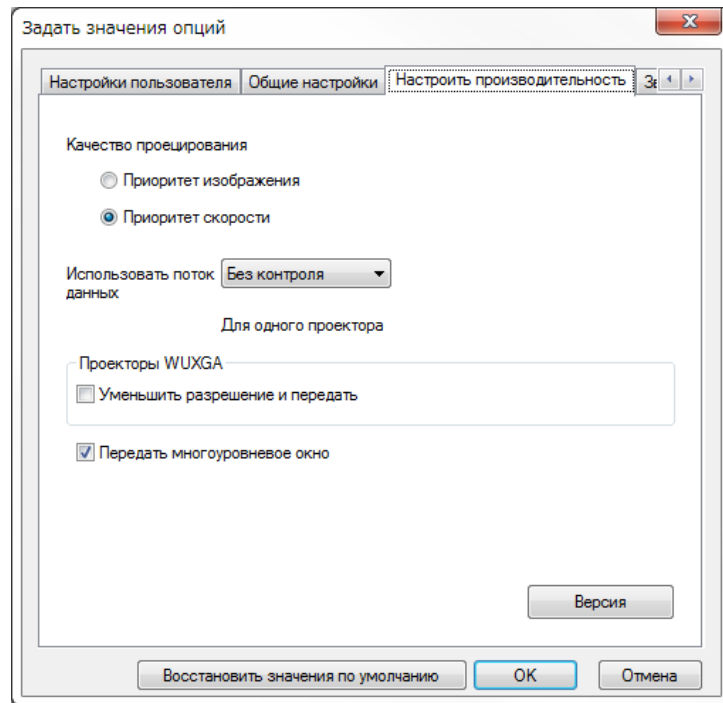 Задать значения опций
Настройки пользователя Общие настройки Настроить производительность
Качество проецирования
Приоритет изображения
Приоритет скорости
Использовать поток Без контроля
данных
Для одного проектора
Проекторы WUXGA
Уменьшить разрешение и передать
Передать многоуровневое окно
Версия
Восстановить значения по умолчанию OK Отмена